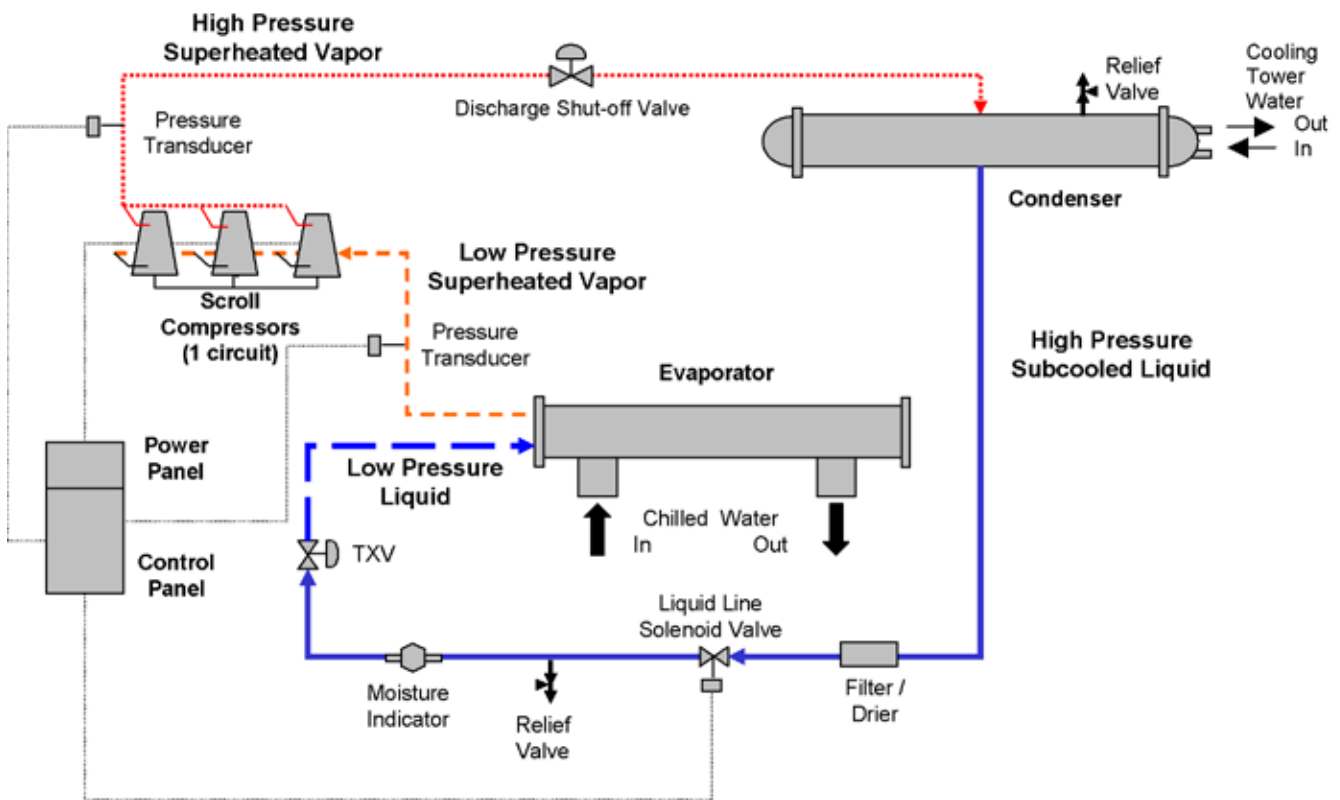 High Pressure
Superheated Vapor
Discharge Shut-off Valve
Relief
Valve
Cooling
Tower
Water
Out
In
Pressure
Transducer
Condenser
Low Pressure
Superheated Vapor
Scroll
Compressors
(1 circuit)
Pressure
Transducer
High Pressure
Subcooled Liquid
Evaporator
Power
Panel
Low Pressure
Liquid
Chilled Water
In Out
TXV
Control
Panel
Liquid Line
Solenoid Valve
Moisture
Indicator
Relief
Valve
Filter /
Drier